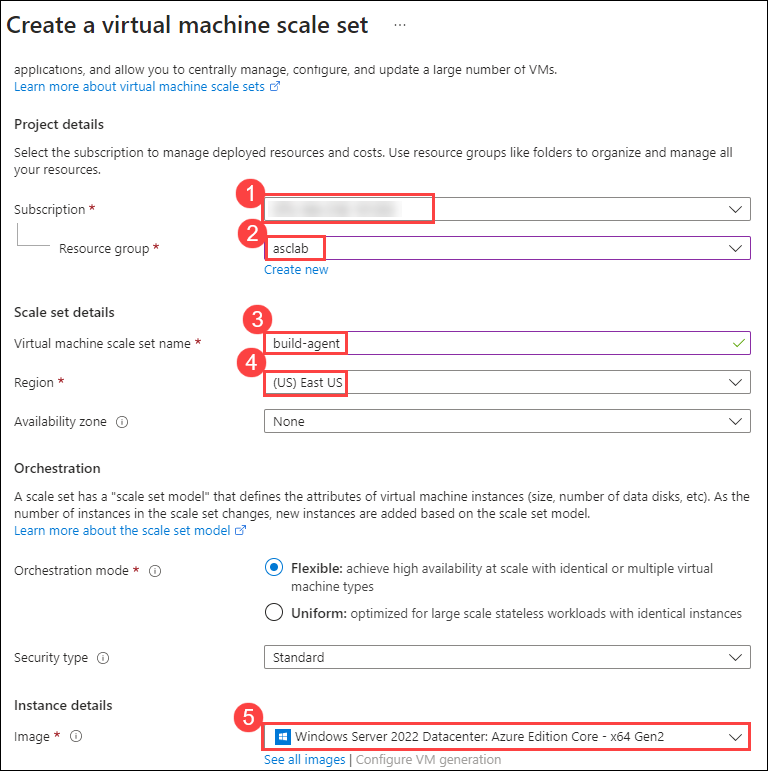 Create a virtual machine scale set ...
applications, and allow you to centrally manage, configure, and update a large number of VMs.
Learn more about virtual machine scale sets
Project details
Select the subscription to manage deployed resources and costs. Use resource groups like folders to organize and manage all
your resources.
1
Subscription *
2
Resource group * asclab
Create new
Scale set details
3
Virtual machine scale set name * build-agent
4
Region * (US) East US
Availability zone None
Orchestration
A scale set has a "scale set model" that defines the attributes of virtual machine instances (size, number of data disks, etc). As the
number of instances in the scale set changes, new instances are added based on the scale set model.
Learn more about the scale set model
Orchestration mode * Flexible: achieve high availability at scale with identical or multiple virtual
machine types
Uniform: optimized for large scale stateless workloads with identical instances
Security type Standard
Instance details
5
Image * Windows Server 2022 Datacenter: Azure Edition Core - x64 Gen2
See all images | Configure VM generation